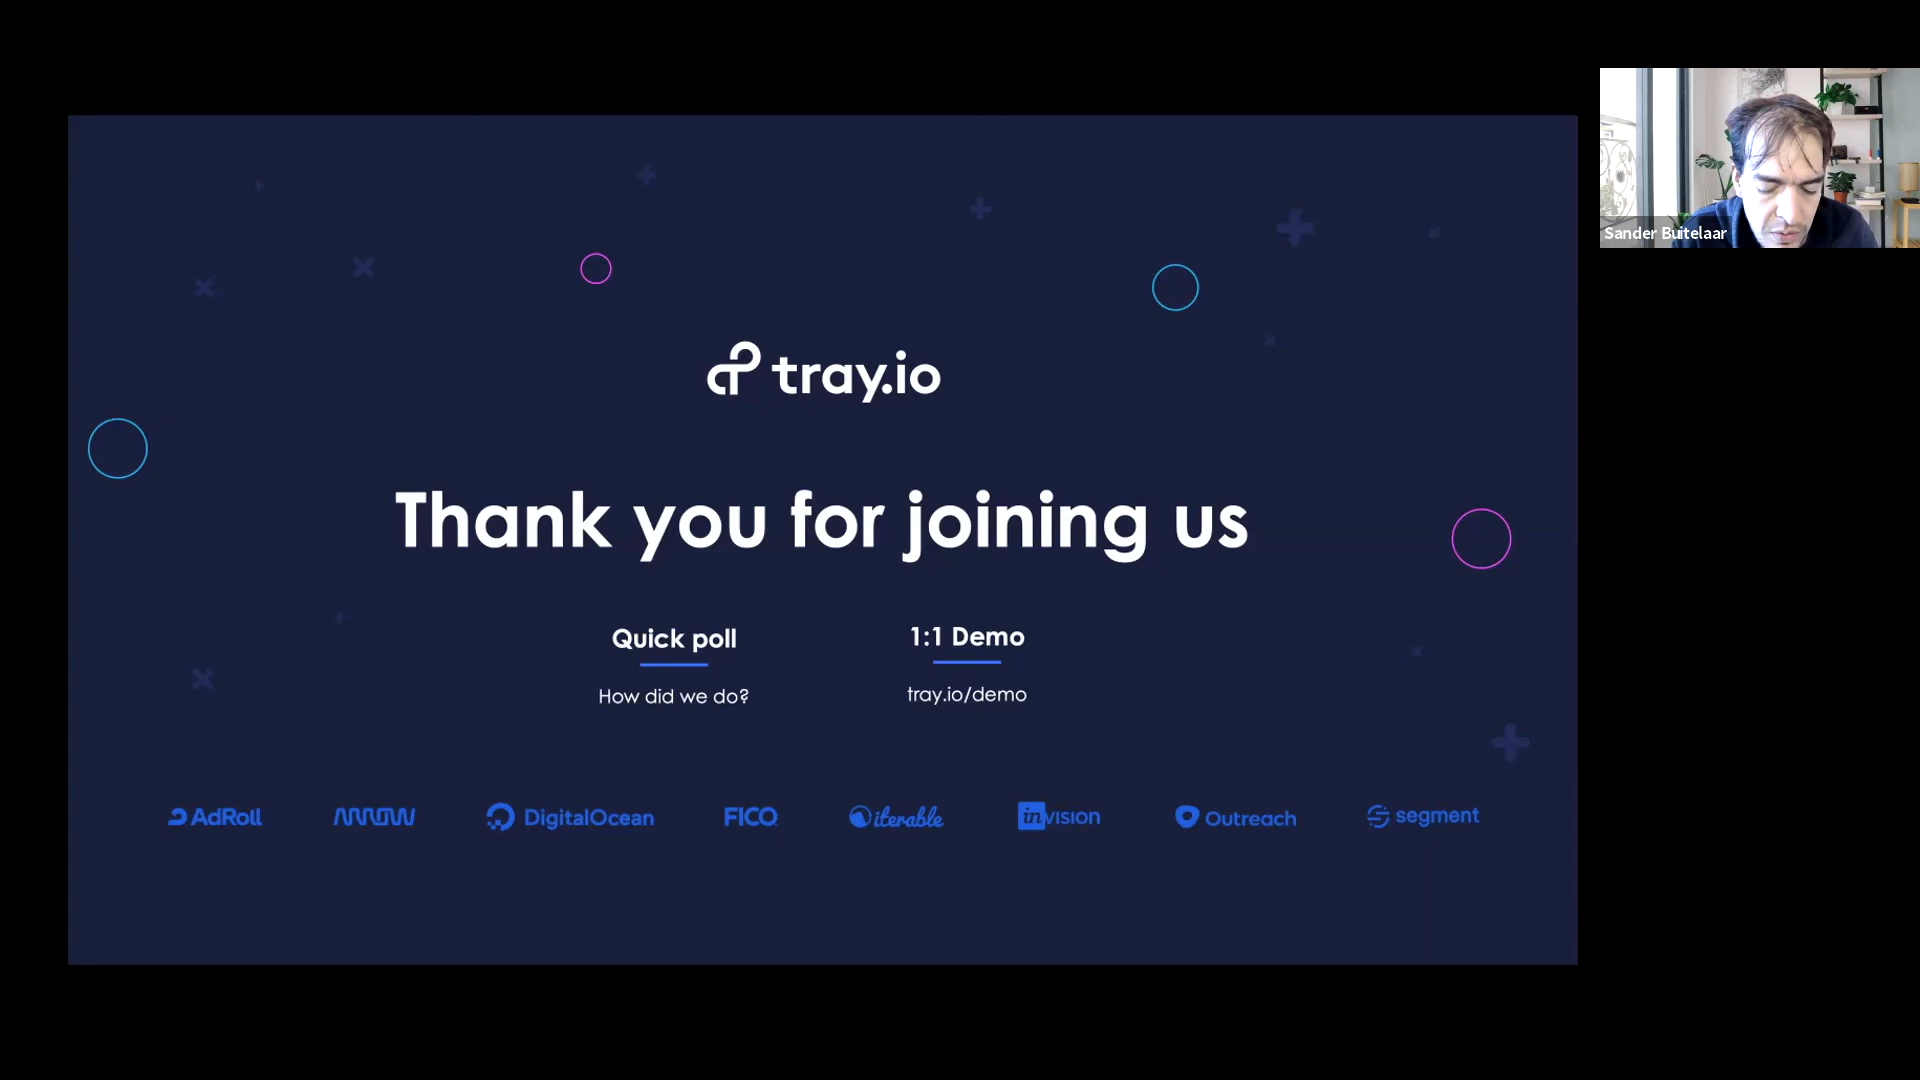 Sander Buitelaar
tray.io
Thank you for joining us
Quick poll
How did we do?
1:1 Demo
tray.io/demo
AdRoll
ARROW
DigitalOcean
FICO
iterable
inVISION
Outreach
segment